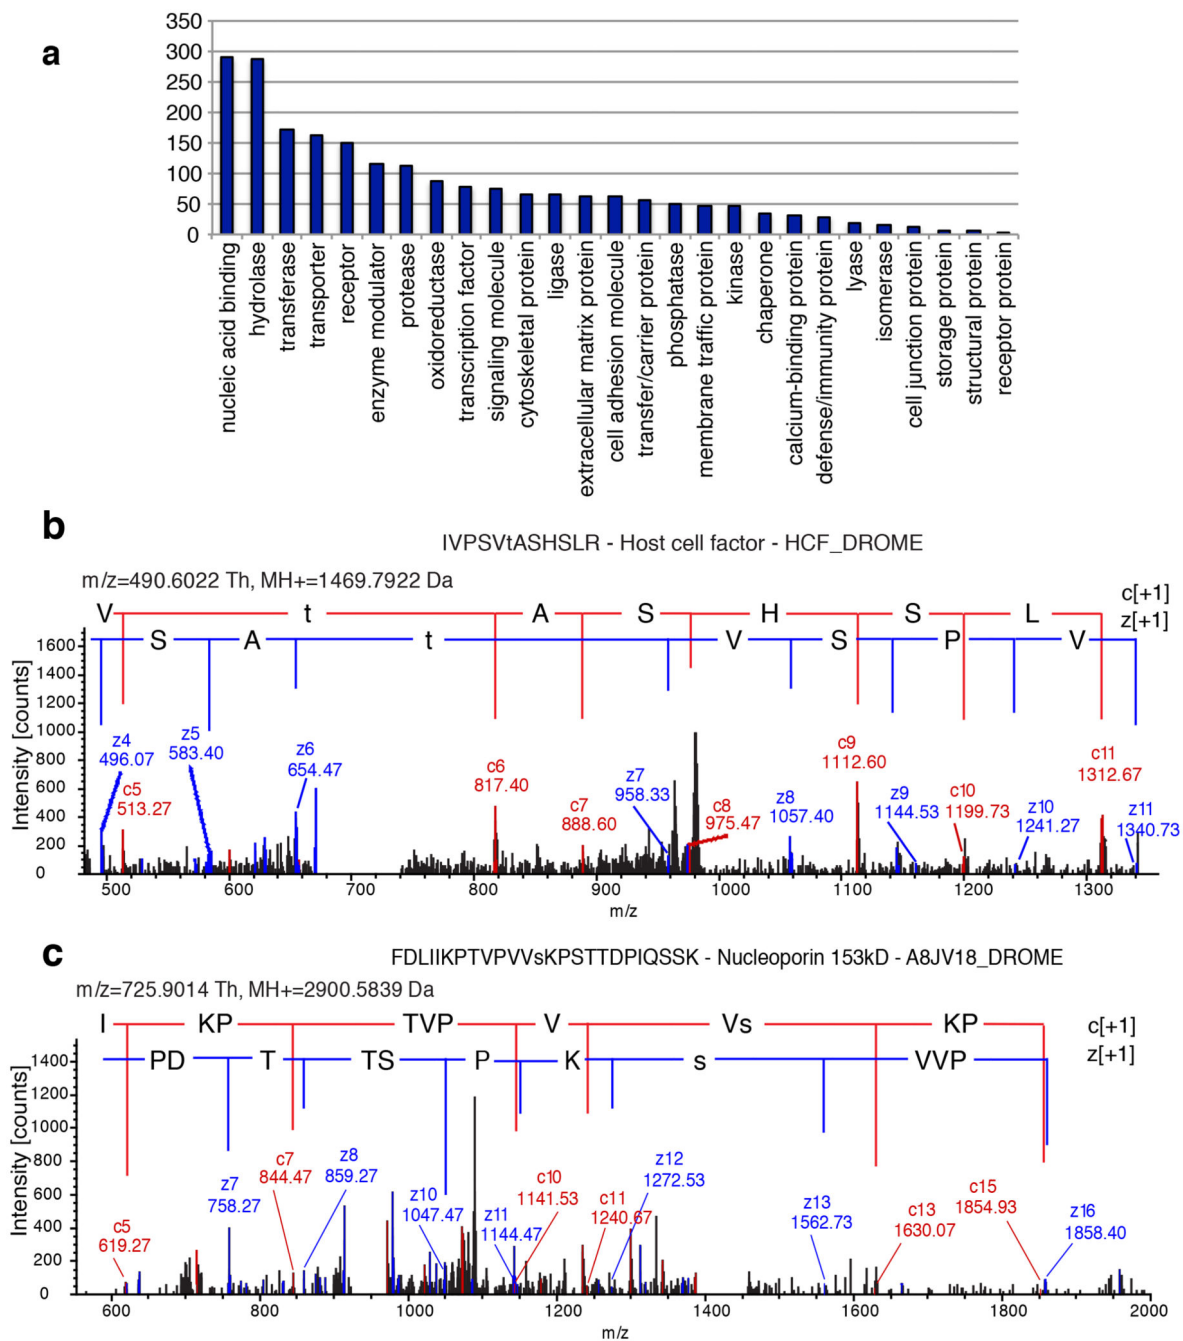 a
350
300
250
200
150
100
50
0
nucleic acid binding
hydrolase
transferase
transporter
receptor
enzyme modulator
protease
oxidoreductase
transcription factor
signaling molecule
cytoskeletal protein
ligase
extracellular matrix protein
cell adhesion molecule
transfer/carrier protein
phosphatase
membrane traffic protein
kinase
chaperone
calcium-binding protein
defense/immunity protein
lyase
isomerase
cell junction protein
storage protein
structural protein
receptor protein
b
IVPSVtASHSLR - Host cell factor - HCF_DROME
m/z=490.6022 Th, MH+=1469.7922 Da
V t A S H S L c[+1]
S A t V S P V z[+1]
Intensity [counts]
1600
1400
1200
1000
800
600
400
200
0
z4
496.07
c5
513.27
z5
583.40
z6
654.47
c6
817.40
c7
888.60
z7
958.33
c8
975.47
z8
1057.40
c9
1112.60
z9
1144.53
c10
1199.73
z10
1241.27
c11
1312.67
z11
1340.73
500 600 700 800 900 1000 1100 1200 1300
m/z
c
FDLIIKPTVPVVsKPSTTDPIQSSK - Nucleoporin 153kD - A8JV18_DROME
m/z=725.9014 Th, MH+=2900.5839 Da
I KP TVP V Vs KP c[+1]
PD T TS P K s VVP z[+1]
Intensity [counts]
1400
1200
1000
800
600
400
200
0
c5
619.27
z7
758.27
c7
844.47
z8
859.27
z10
1047.47
z11
1144.47
c10
1141.53
c11
1240.67
z12
1272.53
z13
1562.73
c13
1630.07
c15
1854.93
z16
1858.40
600 800 1000 1200 1400 1600 1800 2000
m/z